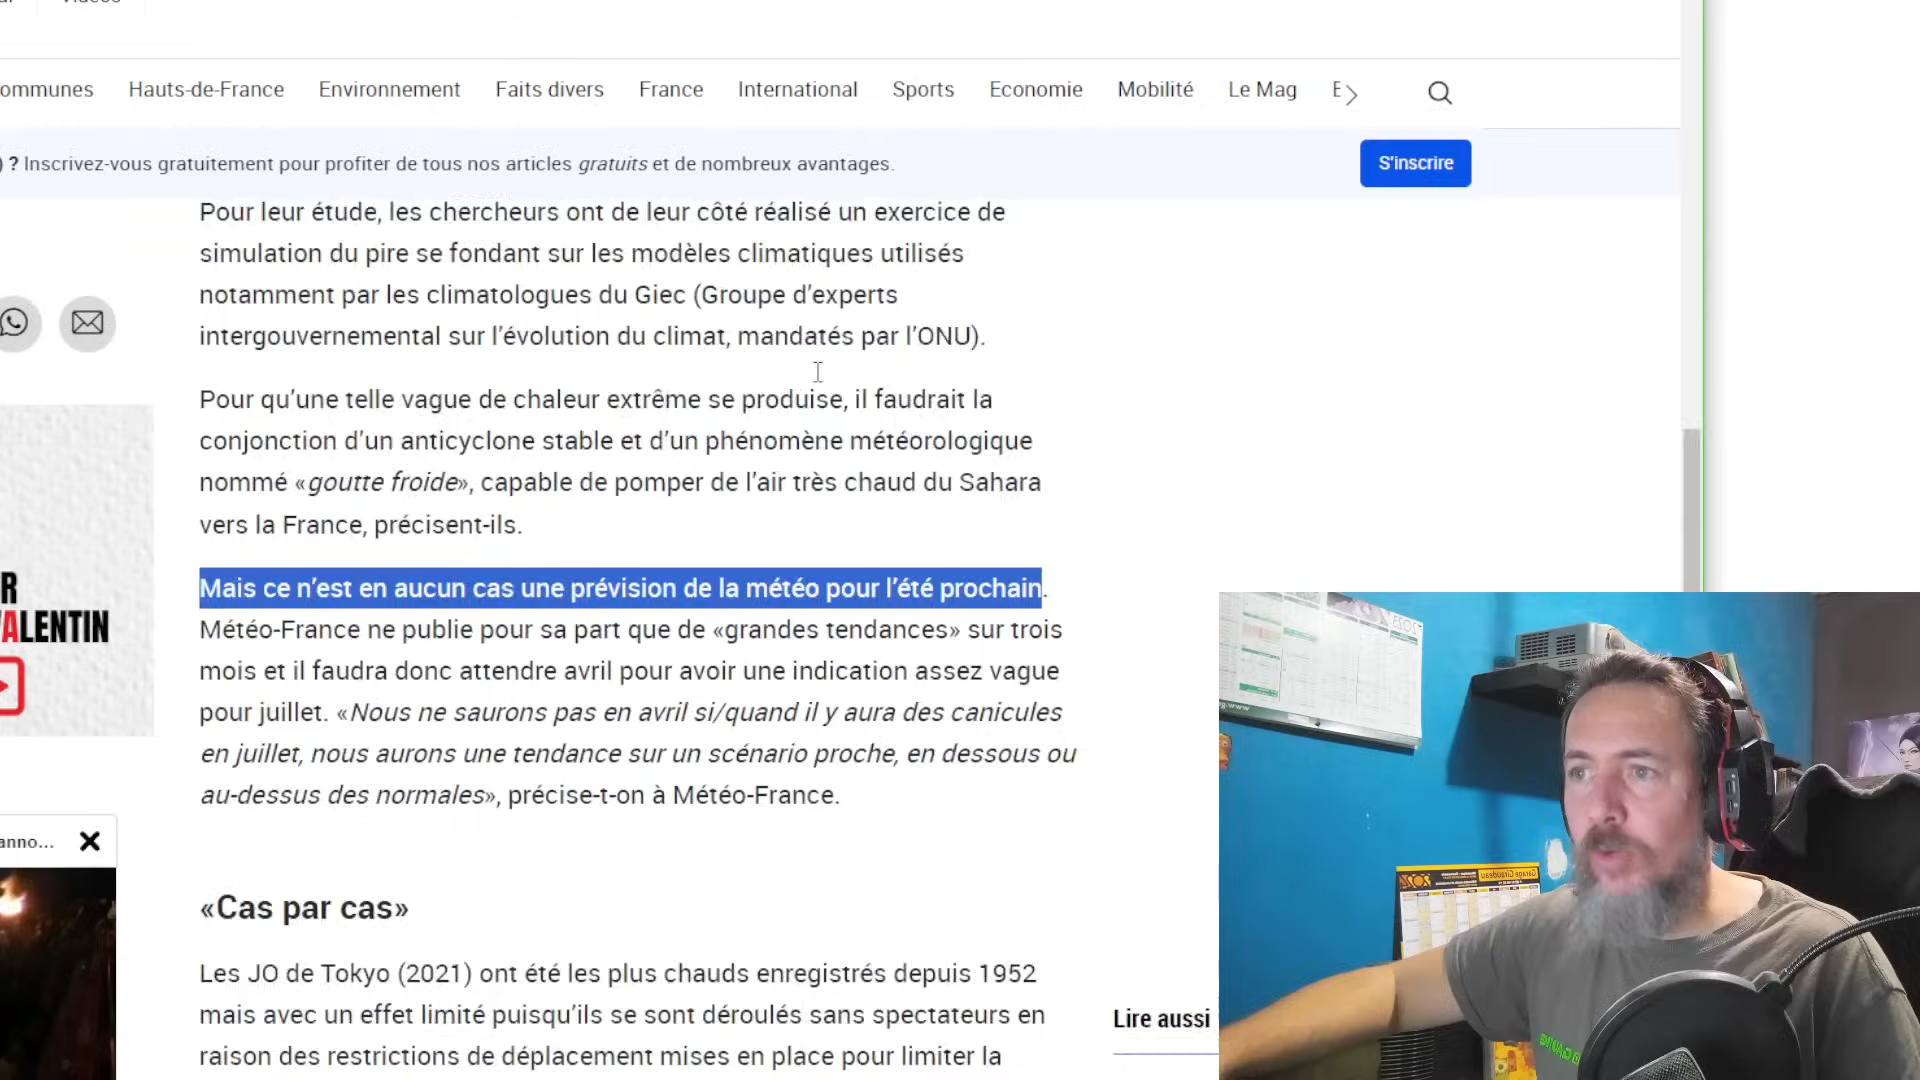 ommunes Hauts-de-France Environnement Faits divers France International Sports Economie Mobilité Le Mag
) ? Inscrivez-vous gratuitement pour profiter de tous nos articles gratuits et de nombreux avantages. S'inscrire
Pour leur étude, les chercheurs ont de leur côté réalisé un exercice de
simulation du pire se fondant sur les modèles climatiques utilisés
notamment par les climatologues du Giec (Groupe d’experts
intergouvernemental sur l’évolution du climat, mandatés par l’ONU).
Pour qu’une telle vague de chaleur extrême se produise, il faudrait la
conjonction d’un anticyclone stable et d’un phénomène météorologique
nommé «goutte froide», capable de pomper de l’air très chaud du Sahara
vers la France, précisent-ils.
Mais ce n’est en aucun cas une prévision de la météo pour l’été prochain.
Météo-France ne publie pour sa part que de «grandes tendances» sur trois
mois et il faudra donc attendre avril pour avoir une indication assez vague
pour juillet. «Nous ne saurons pas en avril si/quand il y aura des canicules
en juillet, nous aurons une tendance sur un scénario proche, en dessous ou
au-dessus des normales», précise-t-on à Météo-France.
R
ALENTIN
anno...
«Cas par cas»
Les JO de Tokyo (2021) ont été les plus chauds enregistrés depuis 1952
mais avec un effet limité puisqu’ils se sont déroulés sans spectateurs en
raison des restrictions de déplacement mises en place pour limiter la
Lire aussi
2023